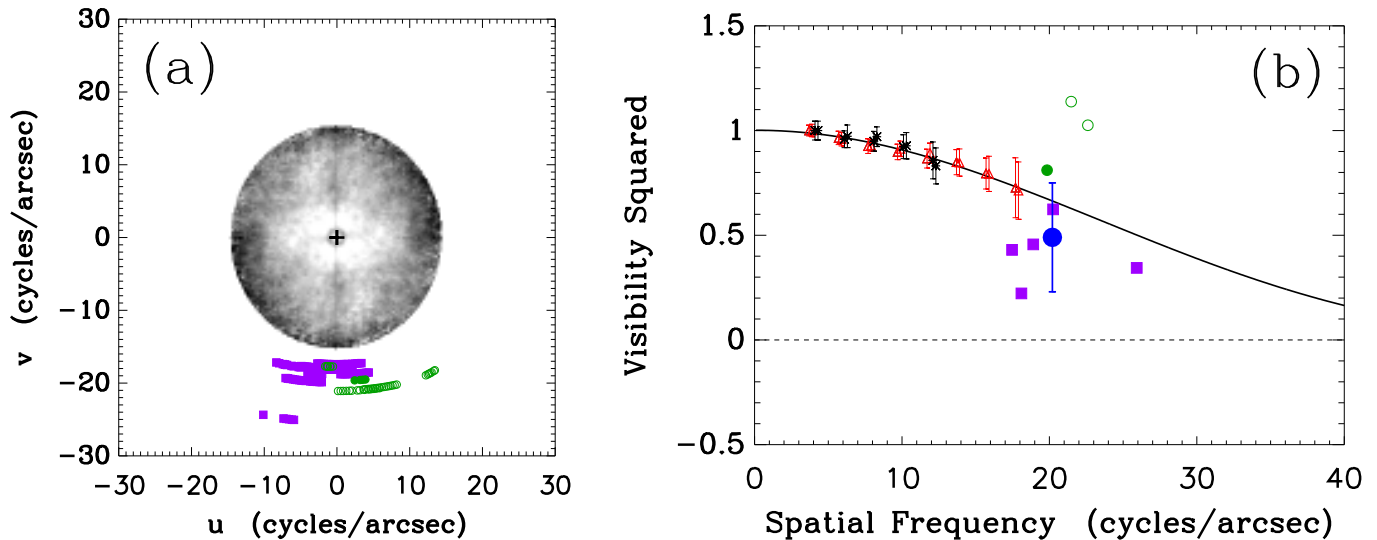 (a)
30
20
10
0
−10
−20
−30
−30 −20 −10 0 10 20 30
u (cycles/arcsec)
v (cycles/arcsec)
(b)
1.5
1
0.5
0
−0.5
0 10 20 30 40
Spatial Frequency (cycles/arcsec)
Visibility Squared